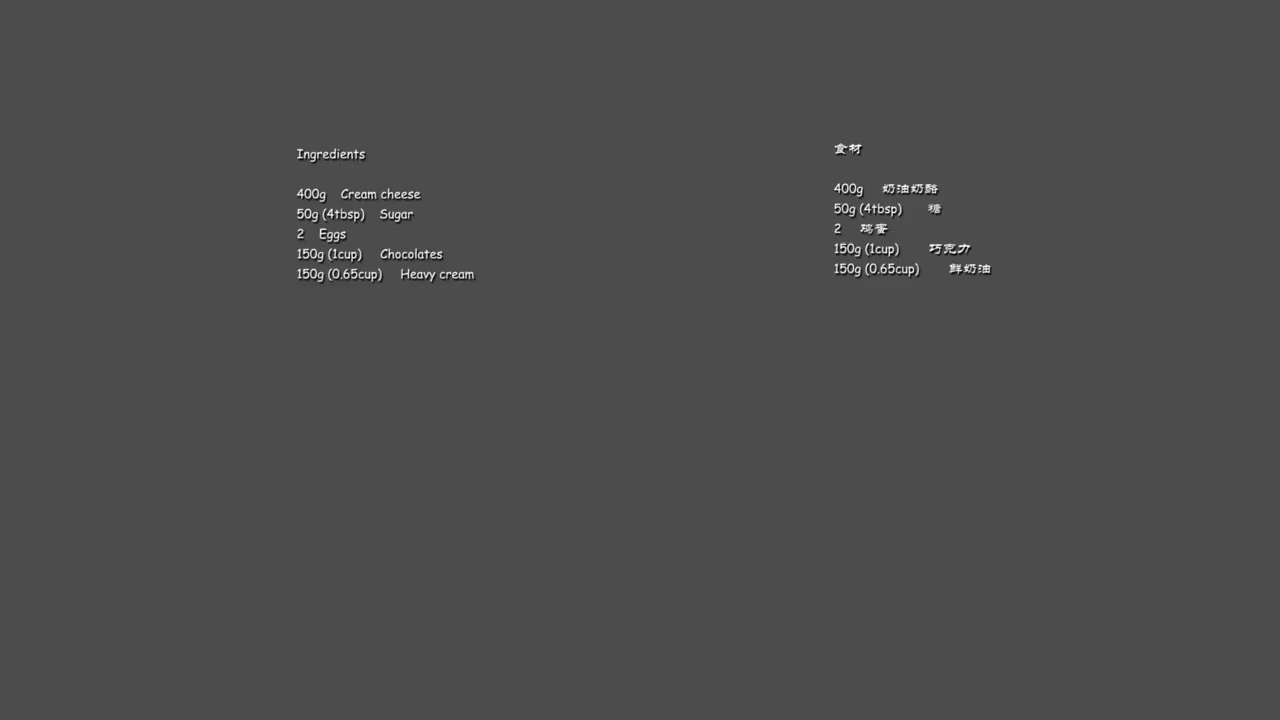 Ingredients
400g Cream cheese
50g (4tbsp) Sugar
2 Eggs
150g (1cup) Chocolates
150g (0.65cup) Heavy cream
食材
400g 奶油奶酪
50g (4tbsp) 糖
2 鸡蛋
150g (1cup) 巧克力
150g (0.65cup) 鲜奶油